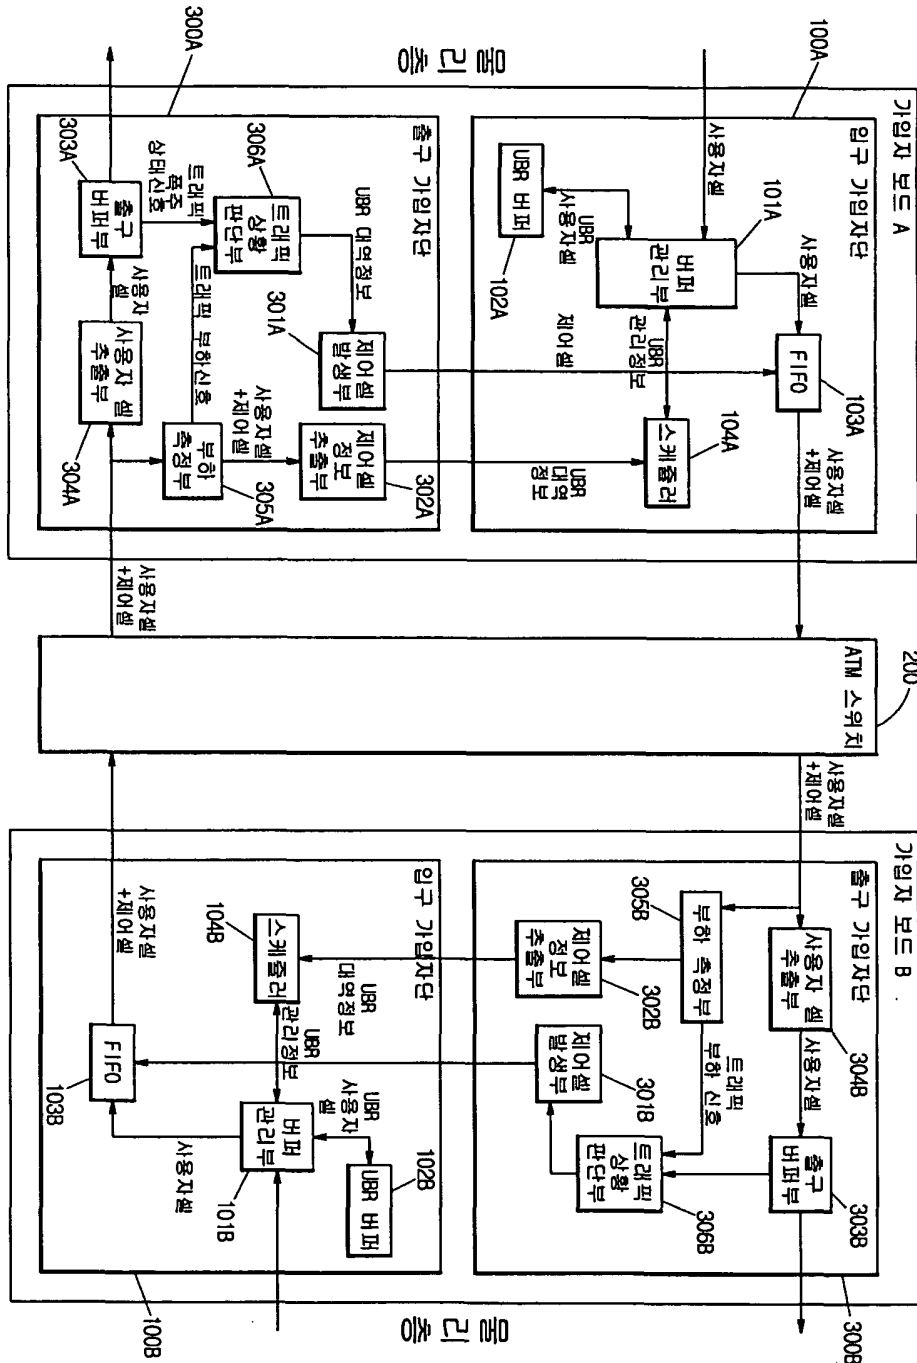 가입자 보드 A
100A
물리층
사용자셀
입구 가입자단
UBR 버퍼
102A
UBR
사용자셀
101A
버퍼
관리부
사용자셀
FIFO
103A
UBR
관리정보
스케쥴러
104A
제어셀
UBR
대역정보
사용자셀
+제어셀
300A
출구 가입자단
303A
출구
버퍼부
트래픽
폭주
상태신호
306A
트래픽
상황
판단부
UBR 대역정보
301A
제어셀
발생부
사용자
셀
트래픽 부하신호
사용자 셀
추출부
304A
부하
측정부
305A
사용자셀
+제어셀
제어셀
정보
추출부
302A
사용자셀
+제어셀
ATM 스위치
200
사용자셀
+제어셀
가입자 보드 B
출구 가입자단
사용자 셀
추출부
304B
사용자셀
출구
버퍼부
303B
305B
부하 측정부
트래픽
부하 신호
제어셀
정보
추출부
302B
제어셀
발생부
301B
트래픽
상황
판단부
306B
300B
입구 가입자단
사용자셀
+제어셀
104B
스케쥴러
UBR
대역정보
UBR
관리정보
FIFO
103B
사용자셀
버퍼
관리부
101B
UBR
사용자
셀
102B
UBR 버퍼
100B
물리층